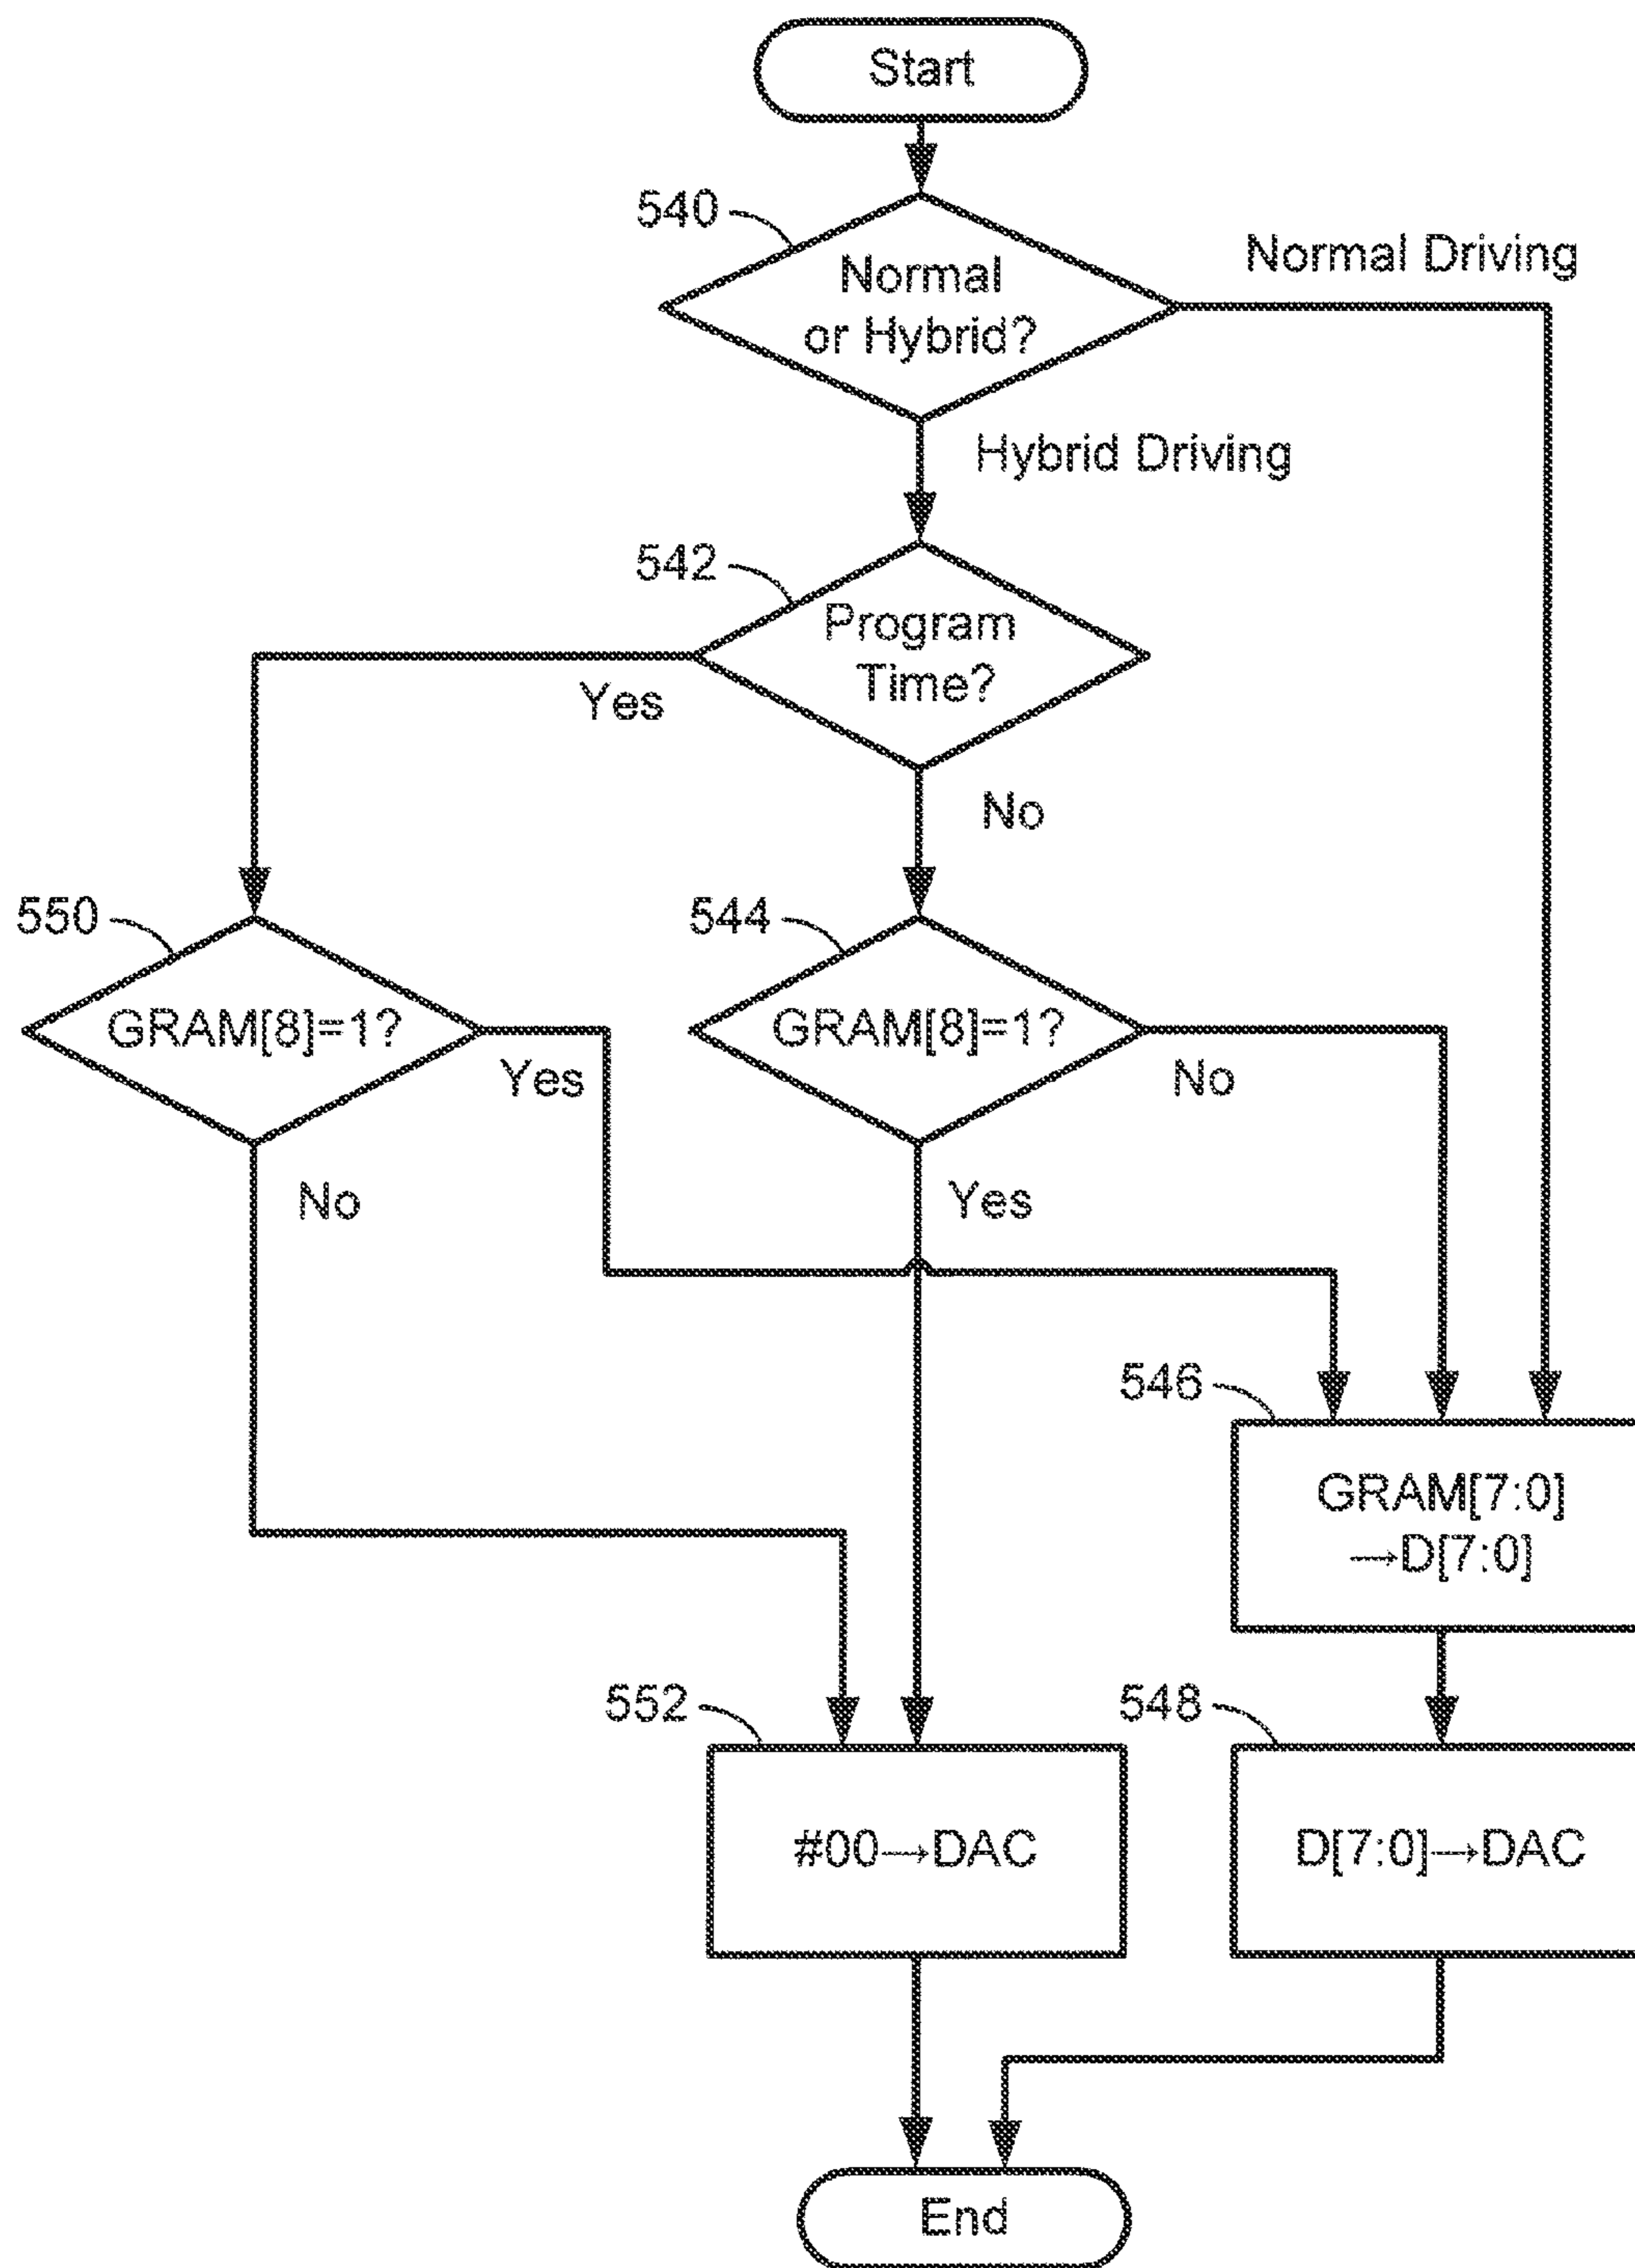 Start
540
Normal
or Hybrid?
Normal Driving
Hybrid Driving
542
Program
Time?
Yes
No
550
GRAM[8]=1?
Yes
No
544
GRAM[8]=1?
No
Yes
546
GRAM[7:0]
→D[7:0]
552
#00→DAC
548
D[7:0]→DAC
End